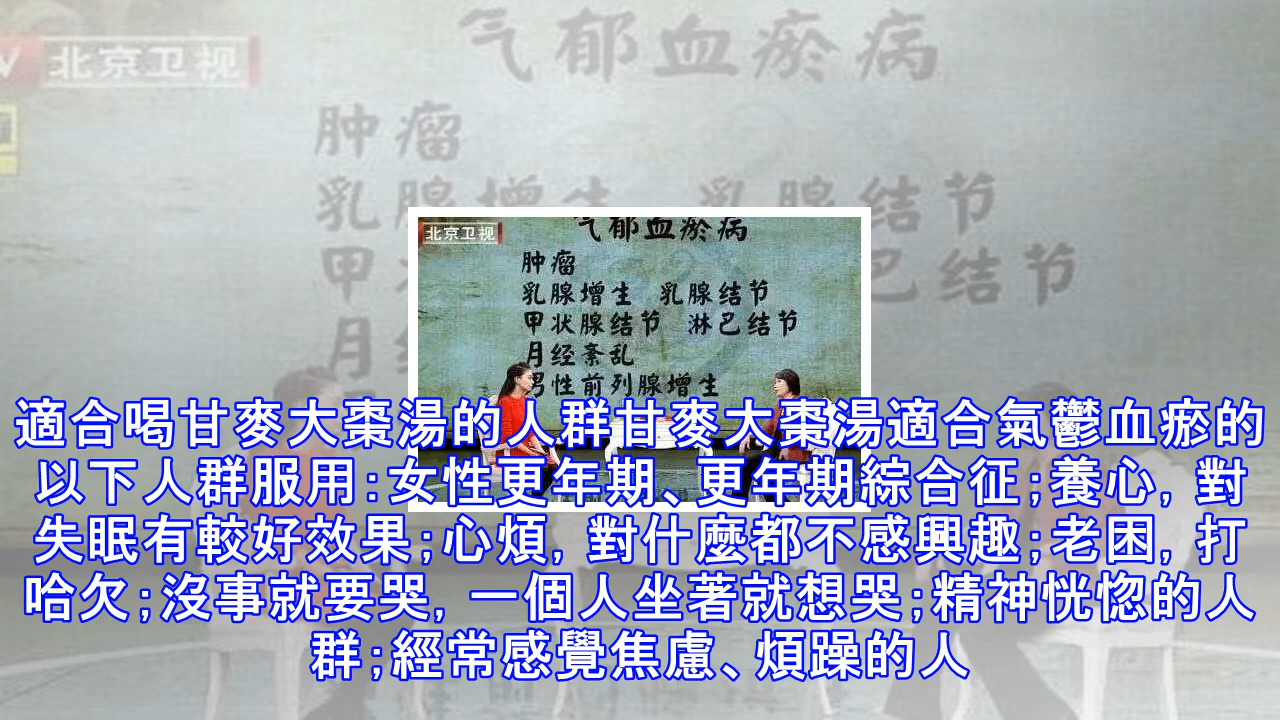 北京卫视
气郁血瘀病
肿瘤
乳腺增生 乳腺结节
甲状腺结节 淋巴结节
月经紊乱
男性前列腺增生
適合喝甘麥大棗湯的人群甘麥大棗湯適合氣鬱血瘀的
以下人群服用:女性更年期、更年期綜合征;養心,對
失眠有較好效果;心煩,對什麼都不感興趣;老困,打
哈欠;沒事就要哭,一個人坐著就想哭;精神恍惚的人
群;經常感覺焦慮、煩躁的人